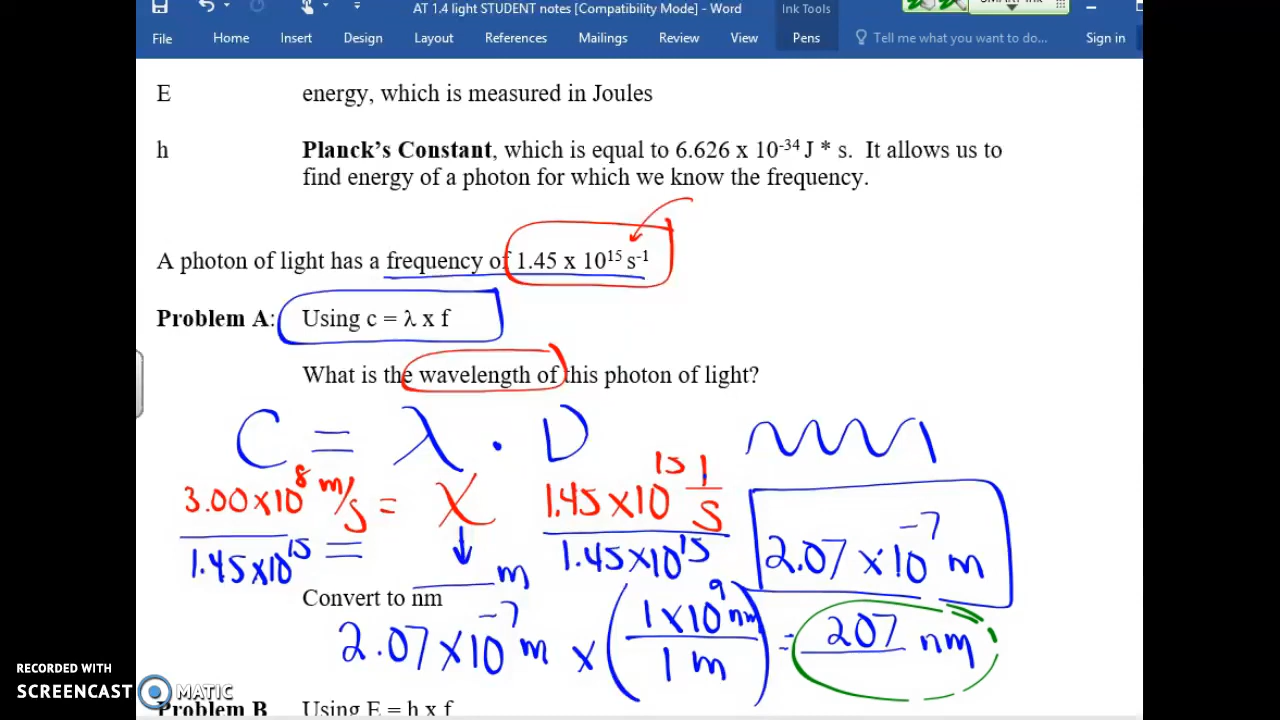 AT 1.4 light STUDENT notes [Compatibility Mode] - Word
Ink Tools
File Home Insert Design Layout References Mailings Review View Pens Tell me what you want to do... Sign in
E energy, which is measured in Joules
h Planck's Constant, which is equal to 6.626 x 10⁻³⁴ J * s. It allows us to
find energy of a photon for which we know the frequency.
A photon of light has a frequency of 1.45 x 10¹⁵ s⁻¹
Problem A: Using c = λ x f
What is the wavelength of this photon of light?
C = λ · υ
3.00x10⁸ m/s = λ 1.45x10¹⁵ 1/s
1.45x10¹⁵ = 1.45x10¹⁵
2.07x10⁻⁷ m
m
Convert to nm
2.07x10⁻⁷ m x (1x10⁹ nm / 1 m) = 207 nm
RECORDED WITH
SCREENCAST MATIC
Problem B Using E = h x f